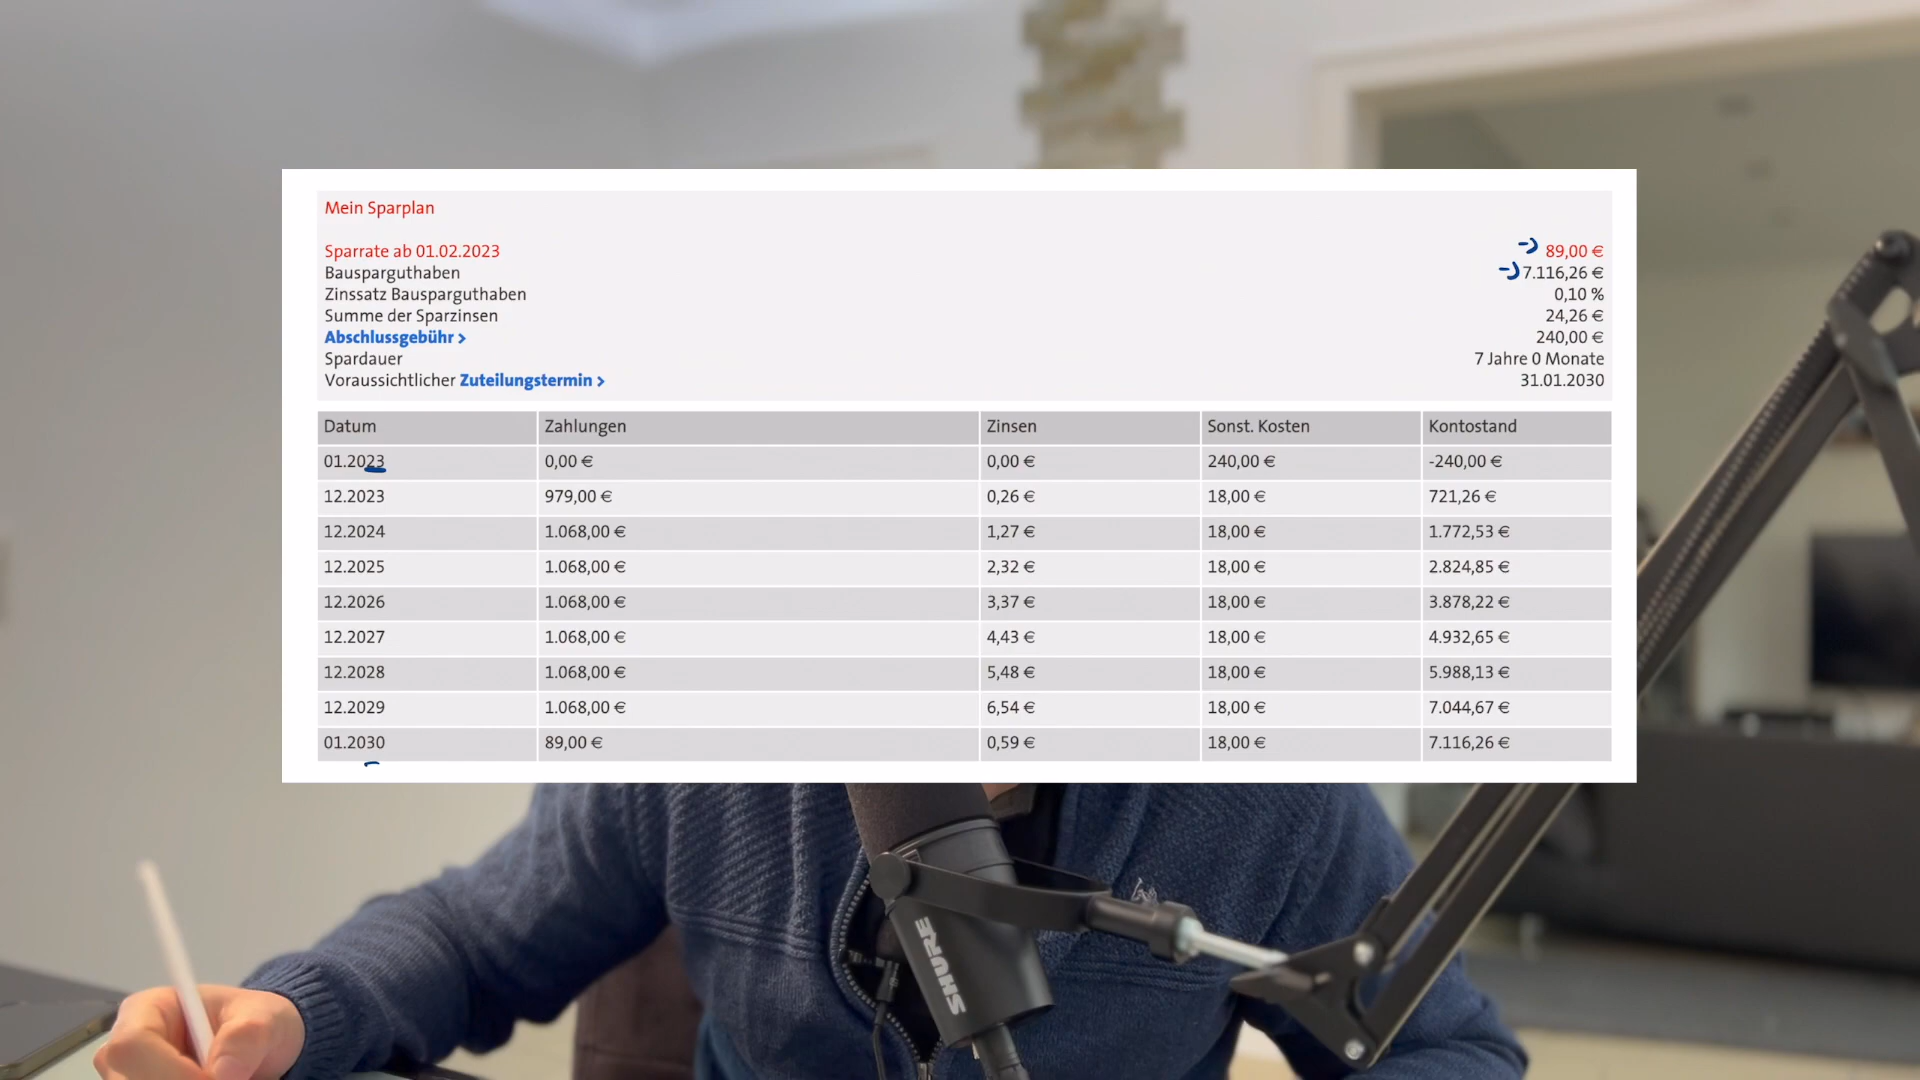 Mein Sparplan
Sparrate ab 01.02.2023 89,00 €
Bausparguthaben 7.116,26 €
Zinssatz Bausparguthaben 0,10 %
Summe der Sparzinsen 24,26 €
Abschlussgebühr > 240,00 €
Spardauer 7 Jahre 0 Monate
Voraussichtlicher Zuteilungstermin > 31.01.2030
Datum Zahlungen Zinsen Sonst. Kosten Kontostand
01.2023 0,00 € 0,00 € 240,00 € -240,00 €
12.2023 979,00 € 0,26 € 18,00 € 721,26 €
12.2024 1.068,00 € 1,27 € 18,00 € 1.772,53 €
12.2025 1.068,00 € 2,32 € 18,00 € 2.824,85 €
12.2026 1.068,00 € 3,37 € 18,00 € 3.878,22 €
12.2027 1.068,00 € 4,43 € 18,00 € 4.932,65 €
12.2028 1.068,00 € 5,48 € 18,00 € 5.988,13 €
12.2029 1.068,00 € 6,54 € 18,00 € 7.044,67 €
01.2030 89,00 € 0,59 € 18,00 € 7.116,26 €
SHURE